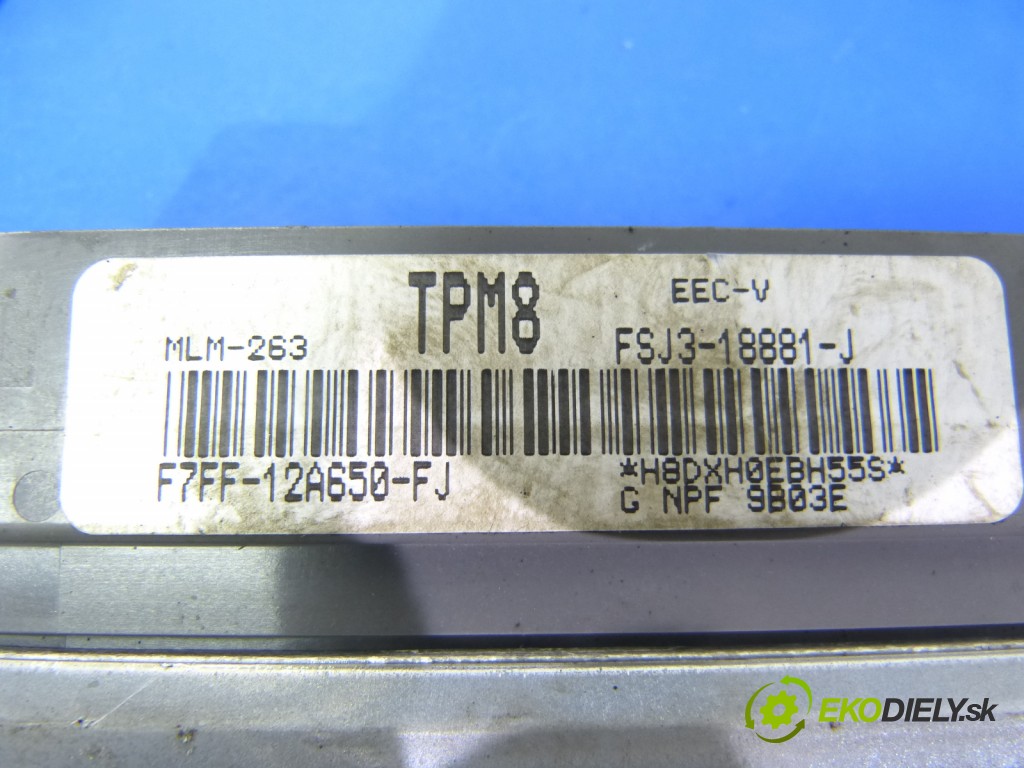 TPM8 EEC-V
MLM-263 FSJ3-18881-J
F7FF-12A650-FJ *H8DXH0EBH55S*
G NPF 9B03E
EKODIELY.sk